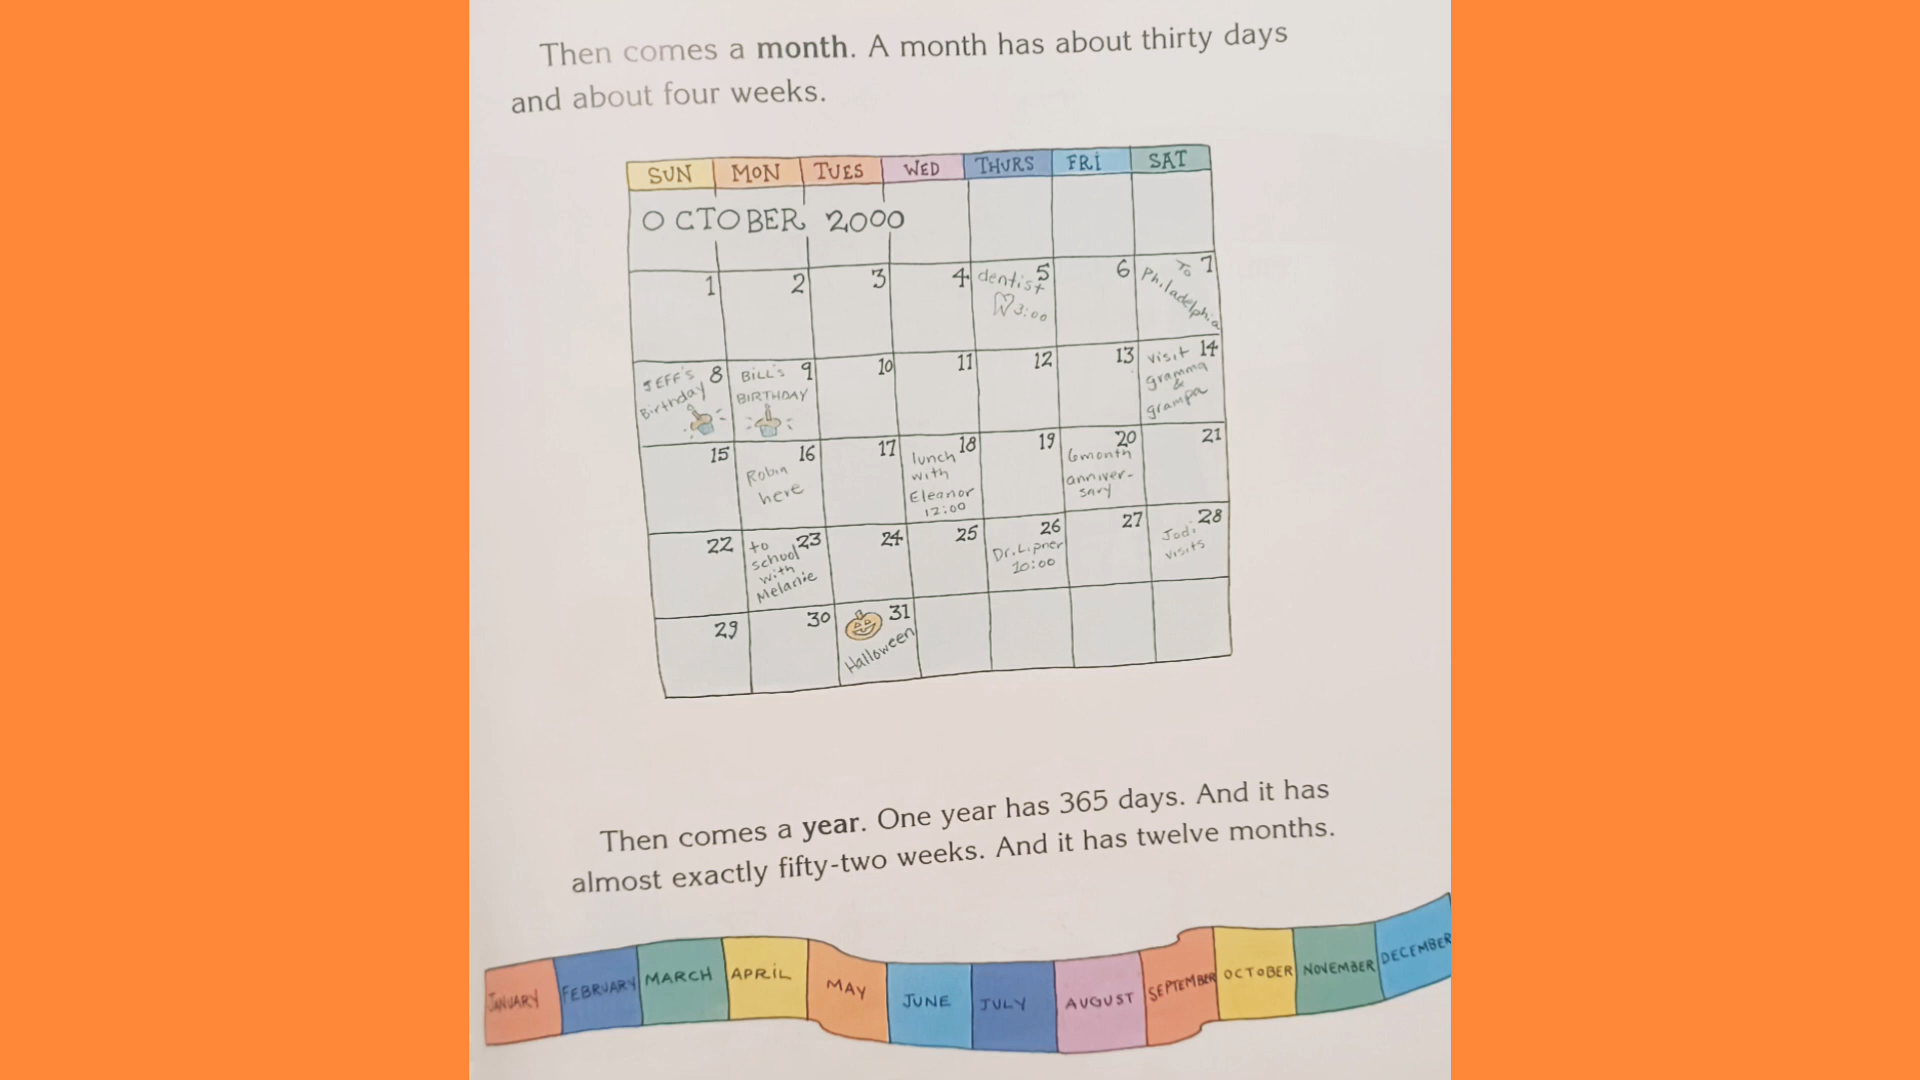 Then comes a month. A month has about thirty days
and about four weeks.
SUN MON TUES WED THURS FRI SAT
OCTOBER 2000
1 2 3 4 5 6 7
dentist
3:00
To
Philadelphia
8 9 10 11 12 13 14
JEFF'S
Birthday
BILL'S
BIRTHDAY
visit
gramma
&
grampa
15 16 17 18 19 20 21
Robin
here
lunch
with
Eleanor
12:00
6month
anniver-
sary
22 23 24 25 26 27 28
to
school
with
Melanie
Dr. Lipner
10:00
Jodi
visits
29 30 31
Halloween
Then comes a year. One year has 365 days. And it has
almost exactly fifty-two weeks. And it has twelve months.
JANUARY FEBRUARY MARCH APRIL MAY JUNE JULY AUGUST SEPTEMBER OCTOBER NOVEMBER DECEMBER